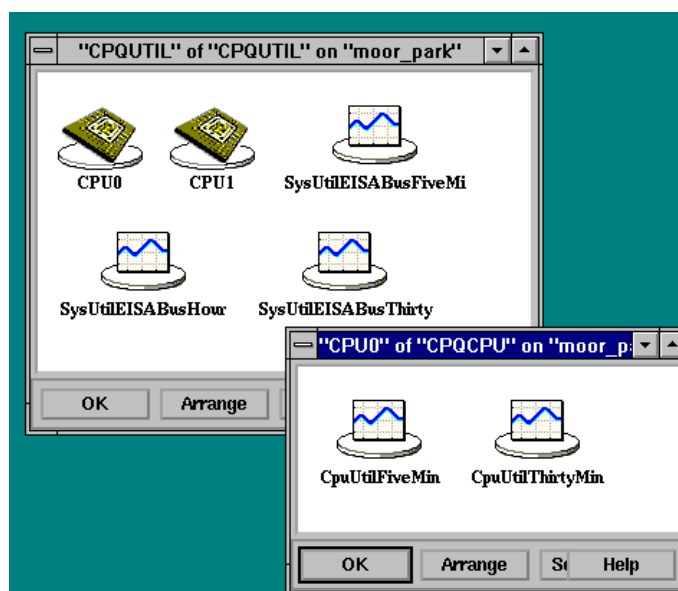 "CPQUTIL" of "CPQUTIL" on "moor_park"
CPU0 CPU1 SysUtilEISABusFiveMi
SysUtilEISABusHour SysUtilEISABusThirty
OK Arrange
"CPU0" of "CPQCPU" on "moor_p
CpuUtilFiveMin CpuUtilThirtyMin
OK Arrange Help